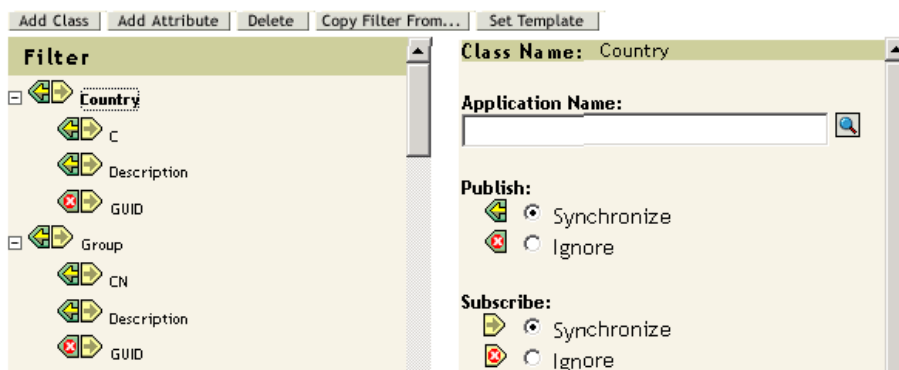 Add Class Add Attribute Delete Copy Filter From... Set Template
Filter
Country
C
Description
GUID
Group
CN
Description
GUID
Class Name: Country
Application Name:
Publish:
Synchronize
Ignore
Subscribe:
Synchronize
Ignore